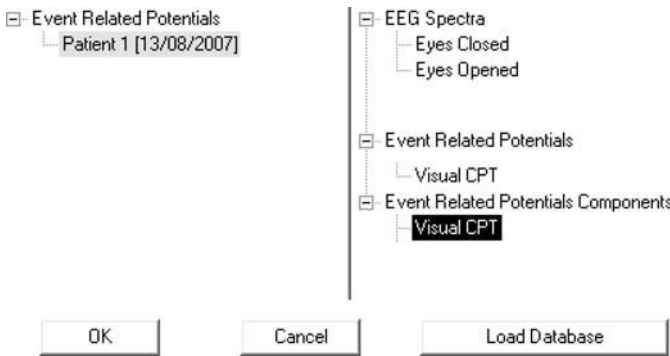 Event Related Potentials
Patient 1 [13/08/2007]
EEG Spectra
Eyes Closed
Eyes Opened
Event Related Potentials
Visual CPT
Event Related Potentials Components
Visual CPT
OK
Cancel
Load Database